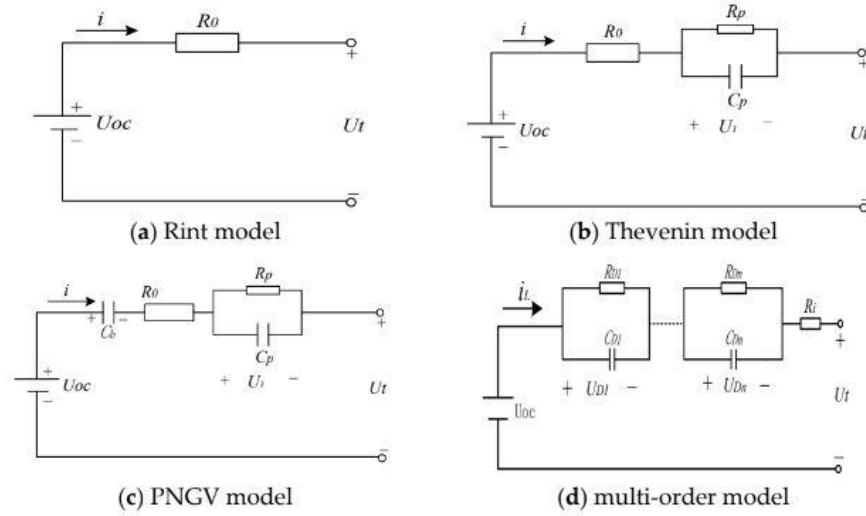 i R0
+
+
Uoc Ut
−
−
(a) Rint model
Rp
i R0
+
Cp
+
Uoc + U1 − Ut
−
−
(b) Thevenin model
Rp
i R0
+ Cb −
+
Cp
+
Uoc + U1 − Ut
−
−
(c) PNGV model
RD1 RDn
iL Ri
CD1 CDn
+
+ UD1 − + UDn −
Uoc Ut
−
(d) multi-order model